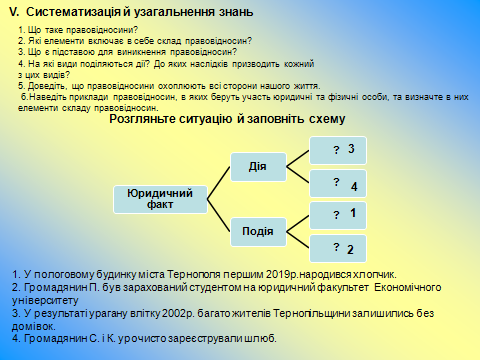 V. Систематизація й узагальнення знань
1. Що таке правовідносини?
2. Які елементи включає в себе склад правовідносин?
3. Що є підставою для виникнення правовідносин?
4. На які види поділяються дії? До яких наслідків призводить кожний
з цих видів?
5. Доведіть, що правовідносини охоплюють всі сторони нашого життя.
6.Наведіть приклади правовідносин, в яких беруть участь юридичні та фізичні особи, та визначте в них
елементи складу правовідносин.
Розгляньте ситуацію й заповніть схему
Юридичний
факт
Дія
? 3
? 4
Подія
? 1
? 2
1. У пологовому будинку міста Тернополя першим 2019р.народився хлопчик.
2. Громадянин П. був зарахований студентом на юридичний факультет Економічного
університету
3. У результаті урагану влітку 2002р. багато жителів Тернопільщини залишились без
домівок.
4. Громадянин С. і К. урочисто зареєстрували шлюб.